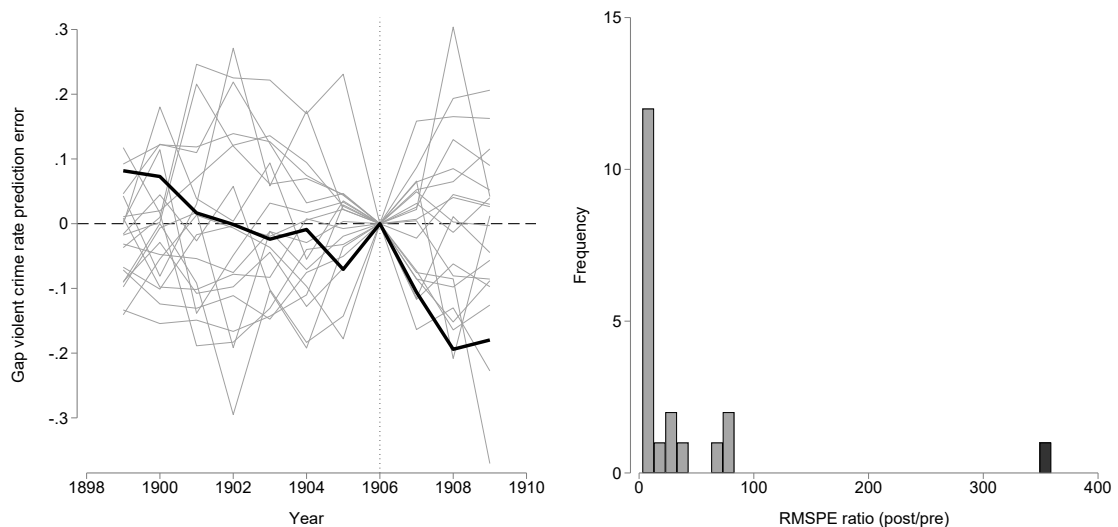 Gap violent crime rate prediction error
.3
.2
.1
0
-.1
-.2
-.3
1898 1900 1902 1904 1906 1908 1910
Year
Frequency
15
10
5
0
0 100 200 300 400
RMSPE ratio (post/pre)